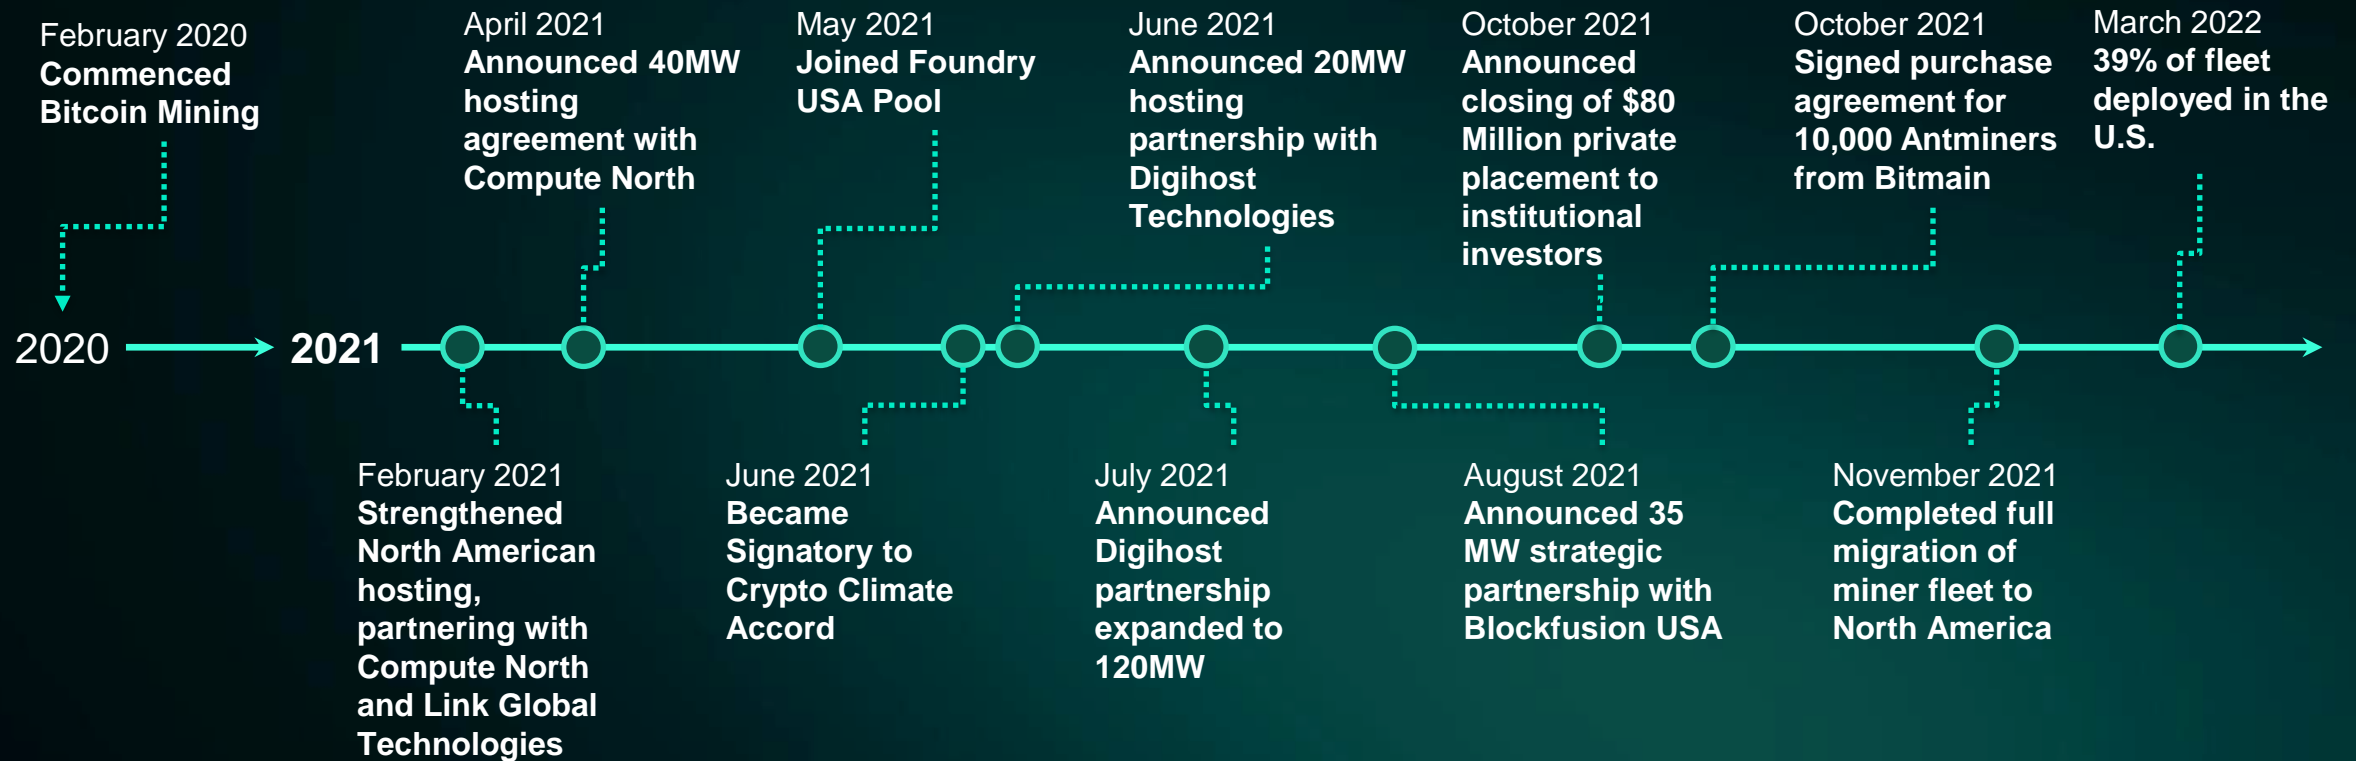 February 2020
Commenced
Bitcoin Mining
April 2021
Announced 40MW
hosting
agreement with
Compute North
May 2021
Joined Foundry
USA Pool
June 2021
Announced 20MW
hosting
partnership with
Digihost
Technologies
October 2021
Announced
closing of $80
Million private
placement to
institutional
investors
October 2021
Signed purchase
agreement for
10,000 Antminers
from Bitmain
March 2022
39% of fleet
deployed in the
U.S.
2020
2021
February 2021
Strengthened
North American
hosting,
partnering with
Compute North
and Link Global
Technologies
June 2021
Became
Signatory to
Crypto Climate
Accord
July 2021
Announced
Digihost
partnership
expanded to
120MW
August 2021
Announced 35
MW strategic
partnership with
Blockfusion USA
November 2021
Completed full
migration of
miner fleet to
North America